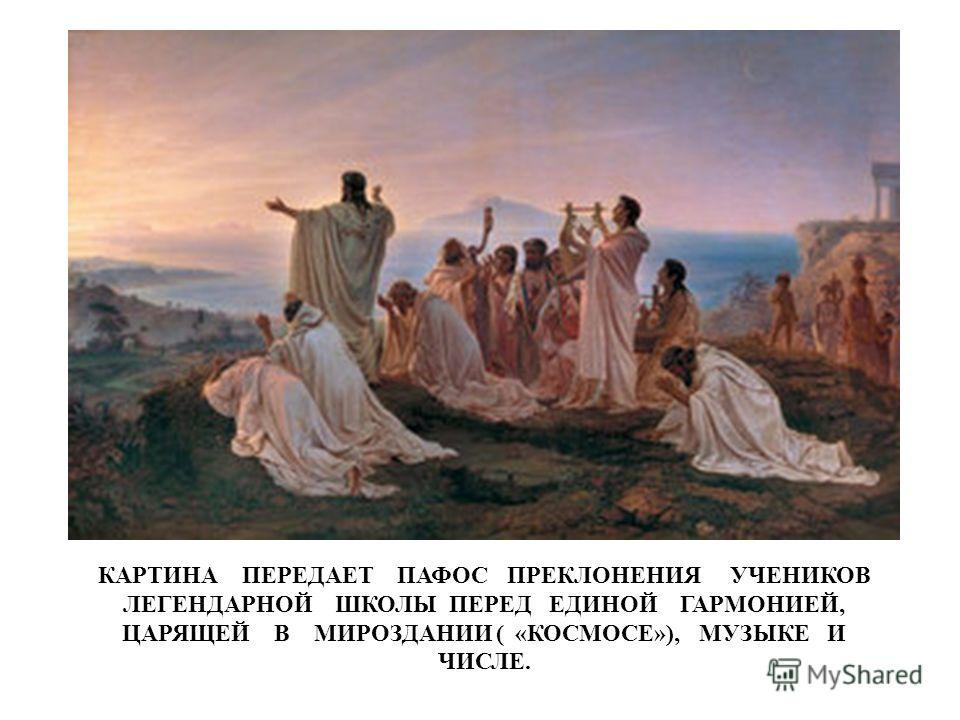 КАРТИНА ПЕРЕДАЕТ ПАФОС ПРЕКЛОНЕНИЯ УЧЕНИКОВ
ЛЕГЕНДАРНОЙ ШКОЛЫ ПЕРЕД ЕДИНОЙ ГАРМОНИЕЙ,
ЦАРЯЩЕЙ В МИРОЗДАНИИ ( «КОСМОСЕ»), МУЗЫКЕ И
ЧИСЛЕ.
MyShared